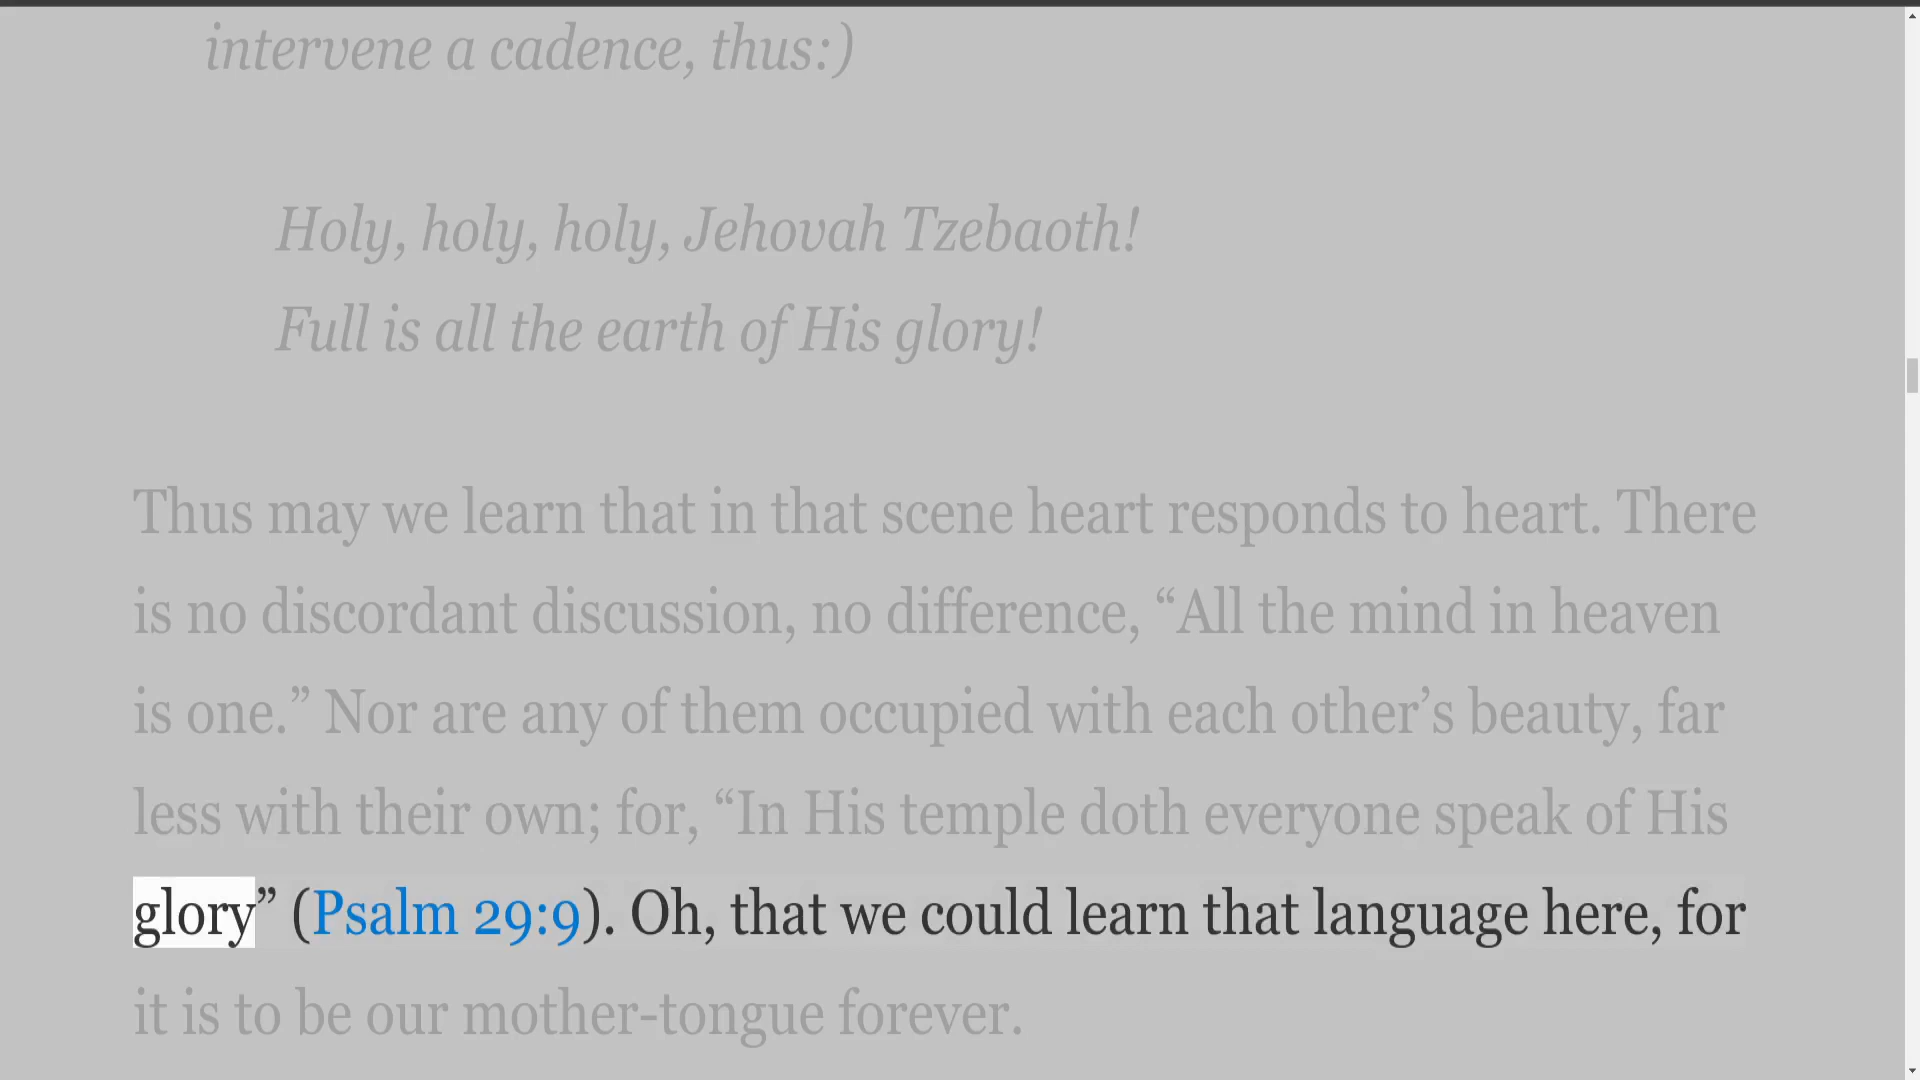 intervene a cadence, thus:)
Holy, holy, holy, Jehovah Tzebaoth!
Full is all the earth of His glory!
Thus may we learn that in that scene heart responds to heart. There
is no discordant discussion, no difference, “All the mind in heaven
is one.” Nor are any of them occupied with each other’s beauty, far
less with their own; for, “In His temple doth everyone speak of His
glory” (Psalm 29:9). Oh, that we could learn that language here, for
it is to be our mother-tongue forever.